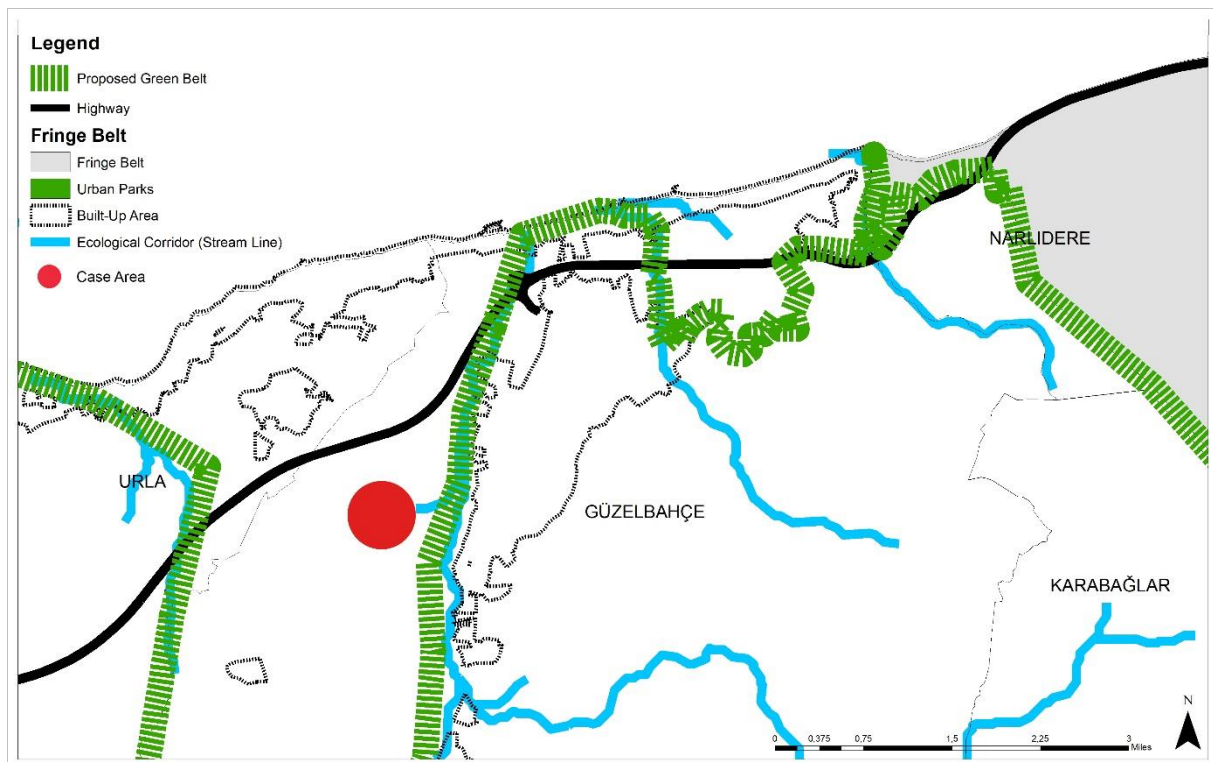 Legend
Proposed Green Belt
Highway
Fringe Belt
Fringe Belt
Urban Parks
Built-Up Area
Ecological Corridor (Stream Line)
Case Area
NARLIDERE
URLA
GÜZELBAHÇE
KARABAĞLAR
N
0 0,375 0,75 1,5 2,25 3
Miles